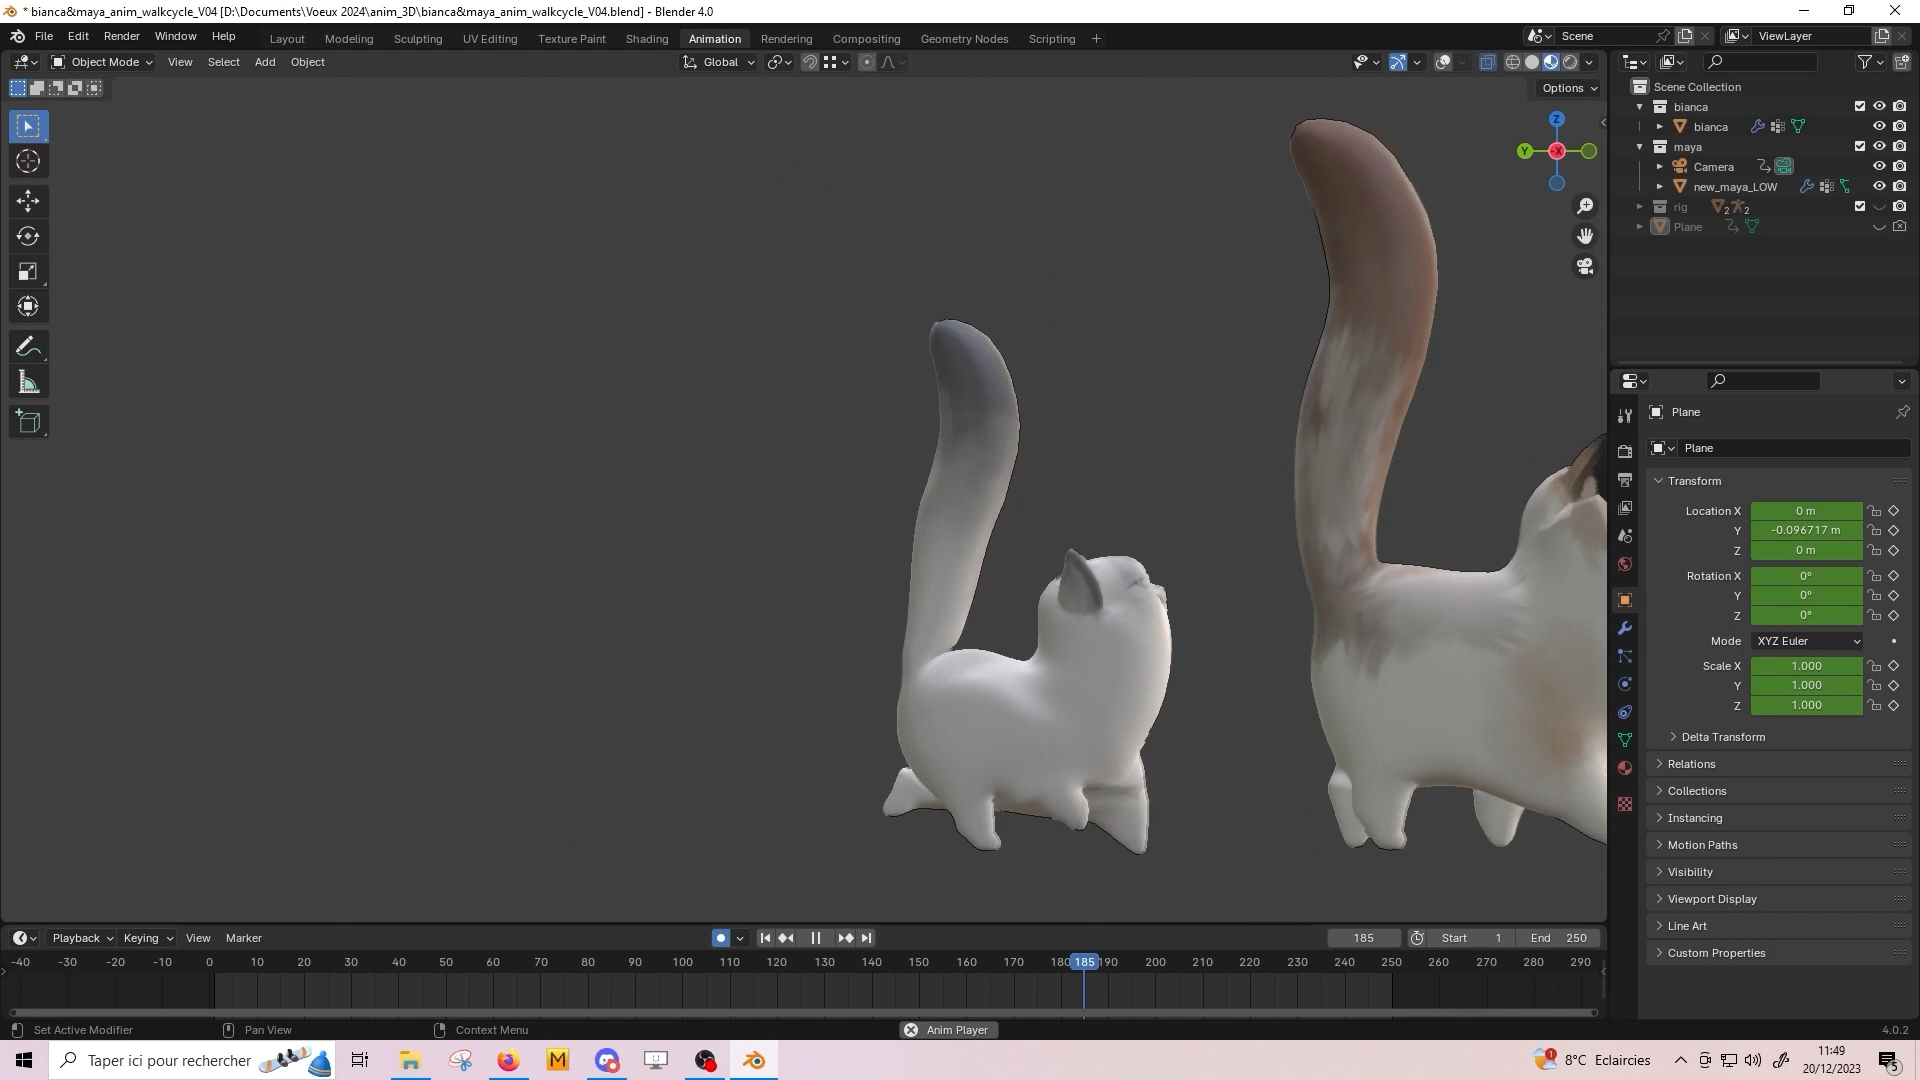 * bianca&maya_anim_walkcycle_V04 [D:\Documents\Voeux 2024\anim_3D\bianca&maya_anim_walkcycle_V04.blend] - Blender 4.0
File Edit Render Window Help Layout Modeling Sculpting UV Editing Texture Paint Shading Animation Rendering Compositing Geometry Nodes Scripting + Scene ViewLayer
Object Mode View Select Add Object Global
Options
Scene Collection
bianca
bianca
maya
Camera
new_maya_LOW
rig 2 2
Plane
Z
Y X
Plane
Plane
Transform
Location X 0 m
Y -0.096717 m
Z 0 m
Rotation X 0°
Y 0°
Z 0°
Mode XYZ Euler
Scale X 1.000
Y 1.000
Z 1.000
Delta Transform
Relations
Collections
Instancing
Motion Paths
Visibility
Viewport Display
Line Art
Custom Properties
Playback Keying View Marker 185 Start 1 End 250
-40 -30 -20 -10 0 10 20 30 40 50 60 70 80 90 100 110 120 130 140 150 160 170 180 185 190 200 210 220 230 240 250 260 270 280 290
Set Active Modifier Pan View Context Menu Anim Player 4.0.2
Taper ici pour rechercher M 1 8°C Eclaircies 11:49
20/12/2023 5